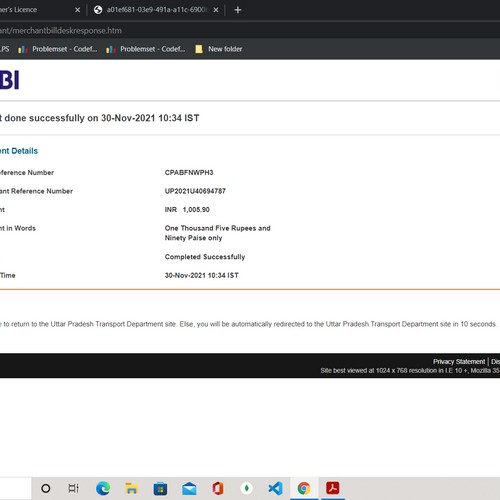 er's Licence
a01ef681-03e9-491a-a11c-6900
ant/merchantbilldeskresponse.htm
LPS
Problemset - Codef...
Problemset - Codef...
New folder
BI
t done successfully on 30-Nov-2021 10:34 IST
ent Details
eference Number CPABFNWPH3
ant Reference Number UP2021U40694787
nt INR 1,005.90
nt in Words One Thousand Five Rupees and
Ninety Paise only
Completed Successfully
Time 30-Nov-2021 10:34 IST
e to return to the Uttar Pradesh Transport Department site. Else, you will be automatically redirected to the Uttar Pradesh Transport Department site in 10 seconds.
Privacy Statement | Dis
Site best viewed at 1024 x 768 resolution in I.E 10 +, Mozilla 35